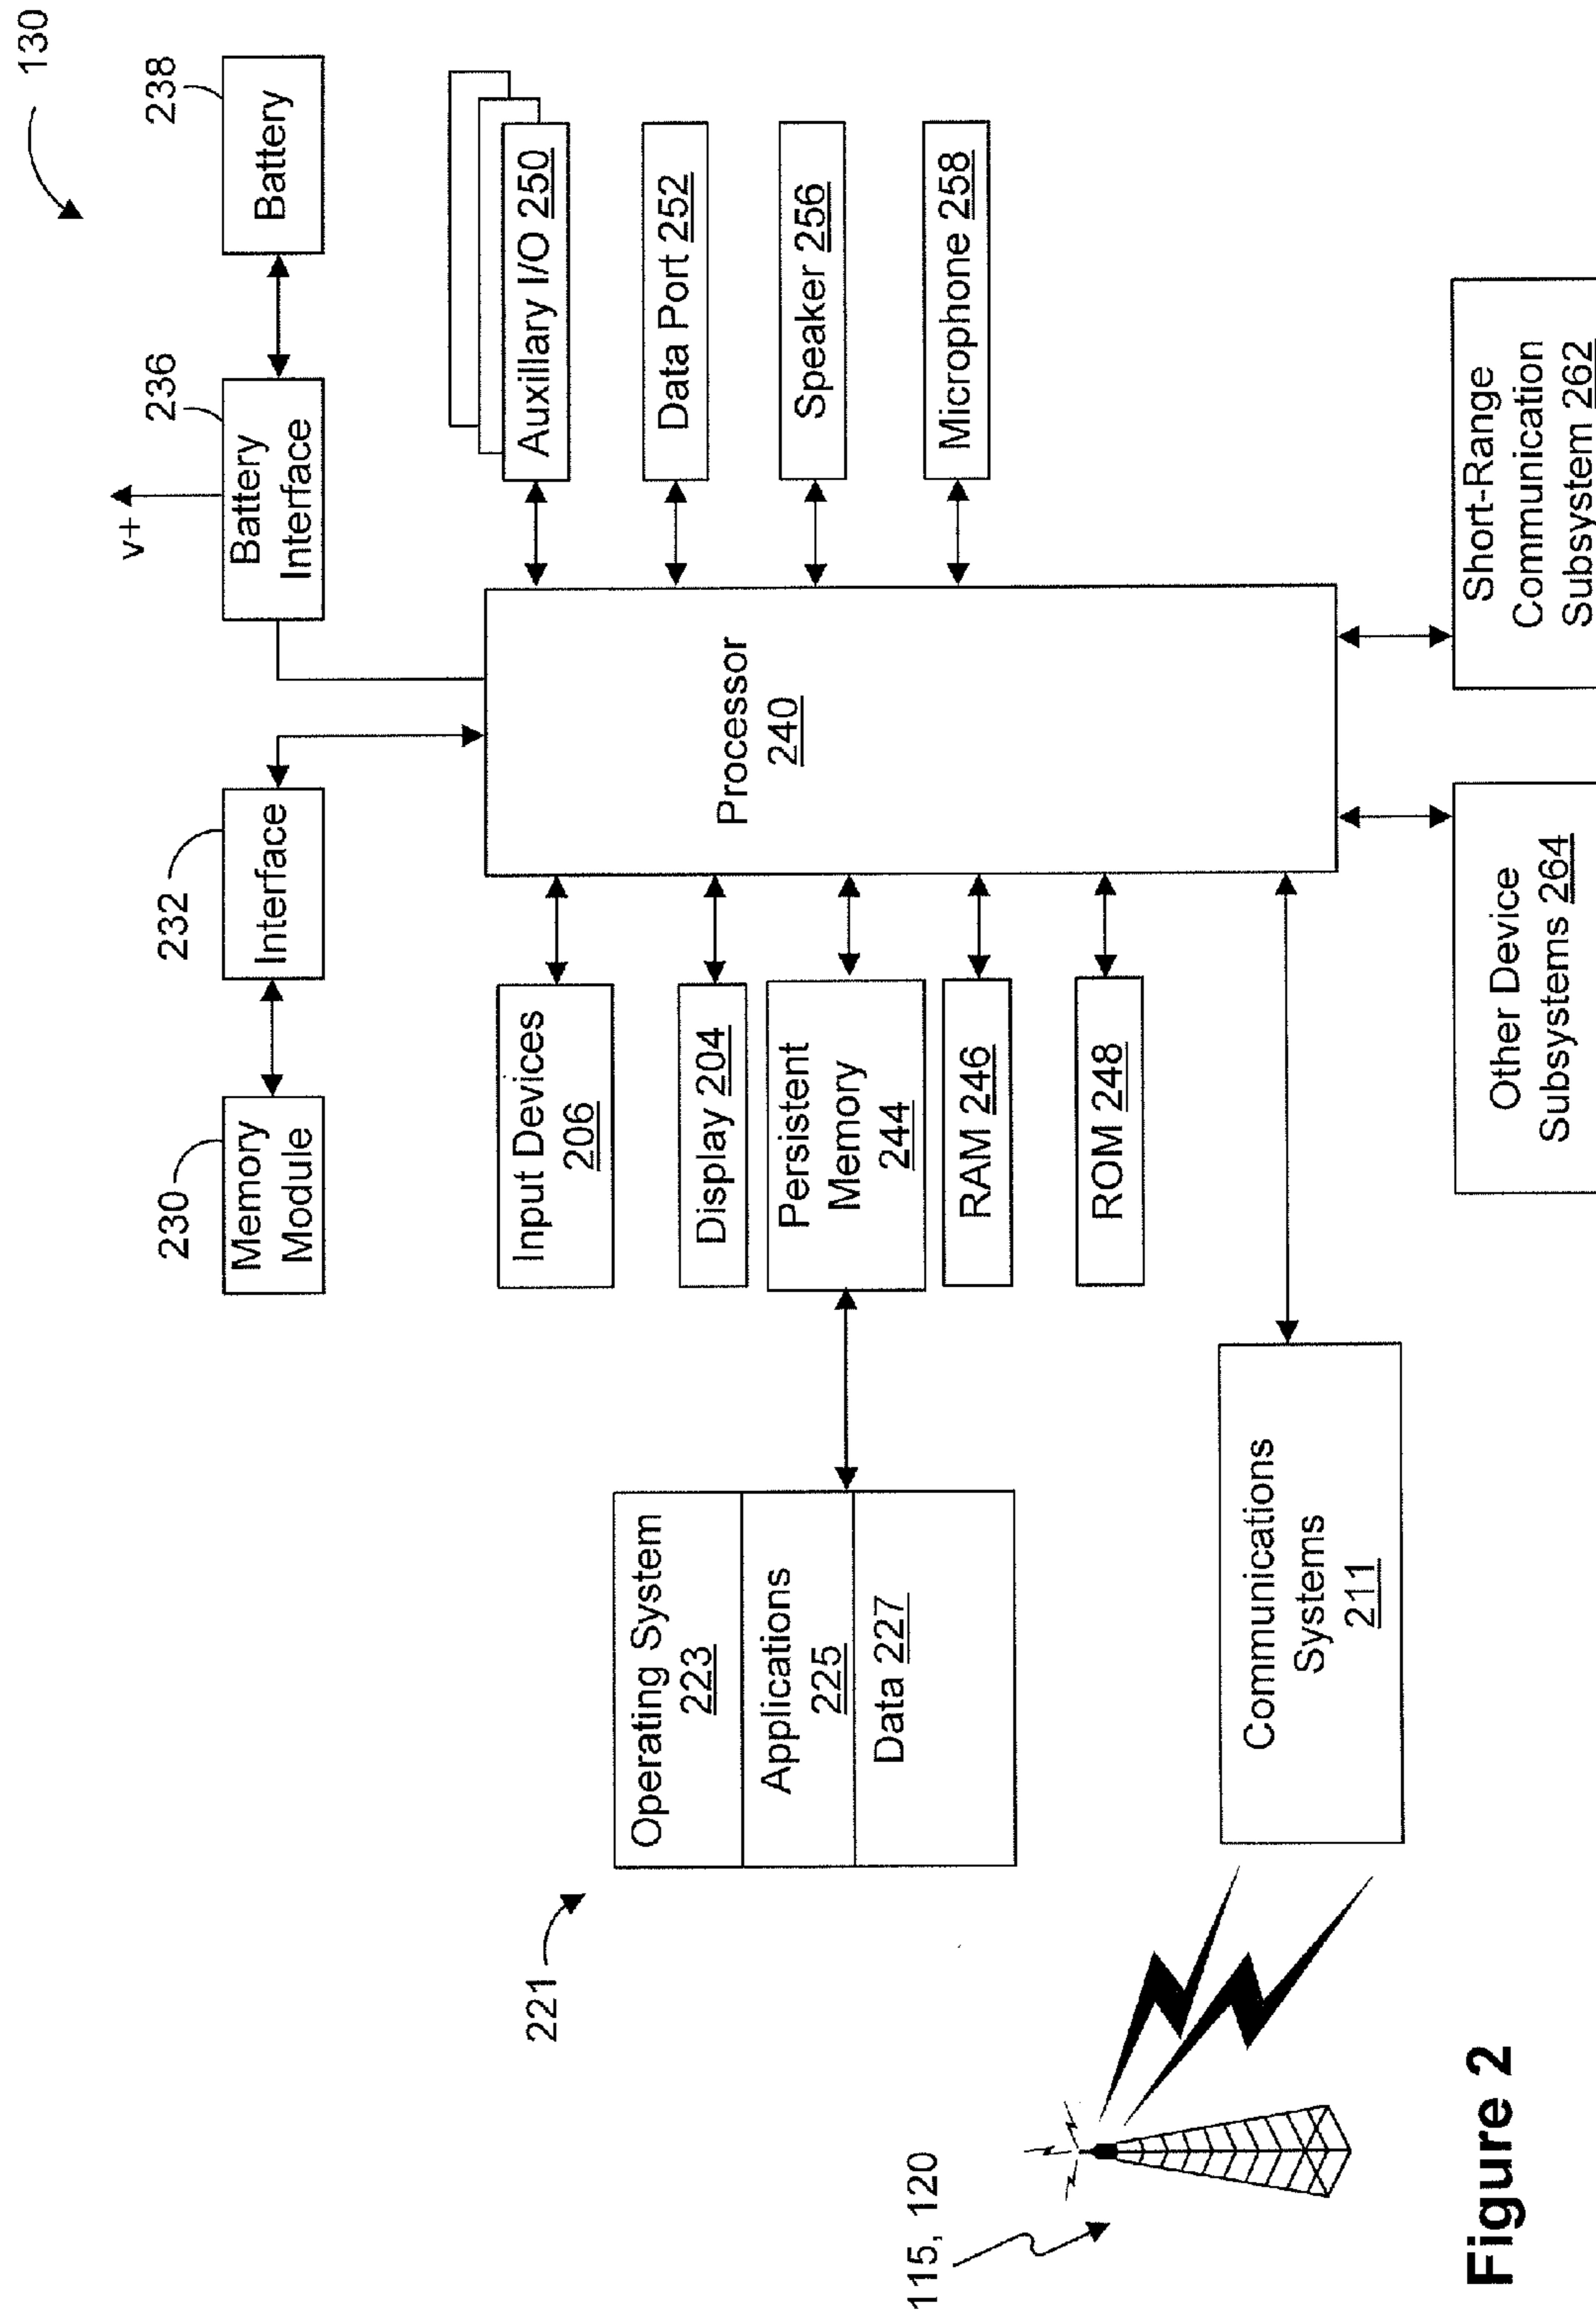 130
230
232
236
238
v+
Memory
Module
Interface
Battery
Interface
Battery
221
Operating System
223
Applications
225
Data 227
Input Devices
206
Display 204
Persistent
Memory
244
RAM 246
ROM 248
Processor
240
Auxillary I/O 250
Data Port 252
Speaker 256
Microphone 258
115, 120
Communications
Systems
211
Other Device
Subsystems 264
Short-Range
Communication
Subsystem 262
Figure 2